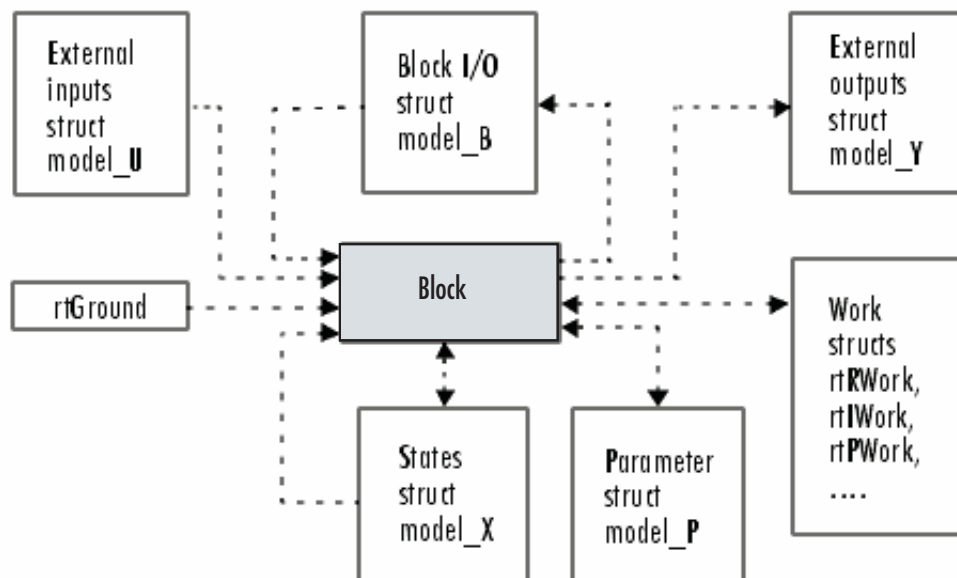 External
inputs
struct
model_U
Block I/O
struct
model_B
External
outputs
struct
model_Y
rtGround
Block
Work
structs
rtRWork,
rtIWork,
rtPWork,
....
States
struct
model_X
Parameter
struct
model_P